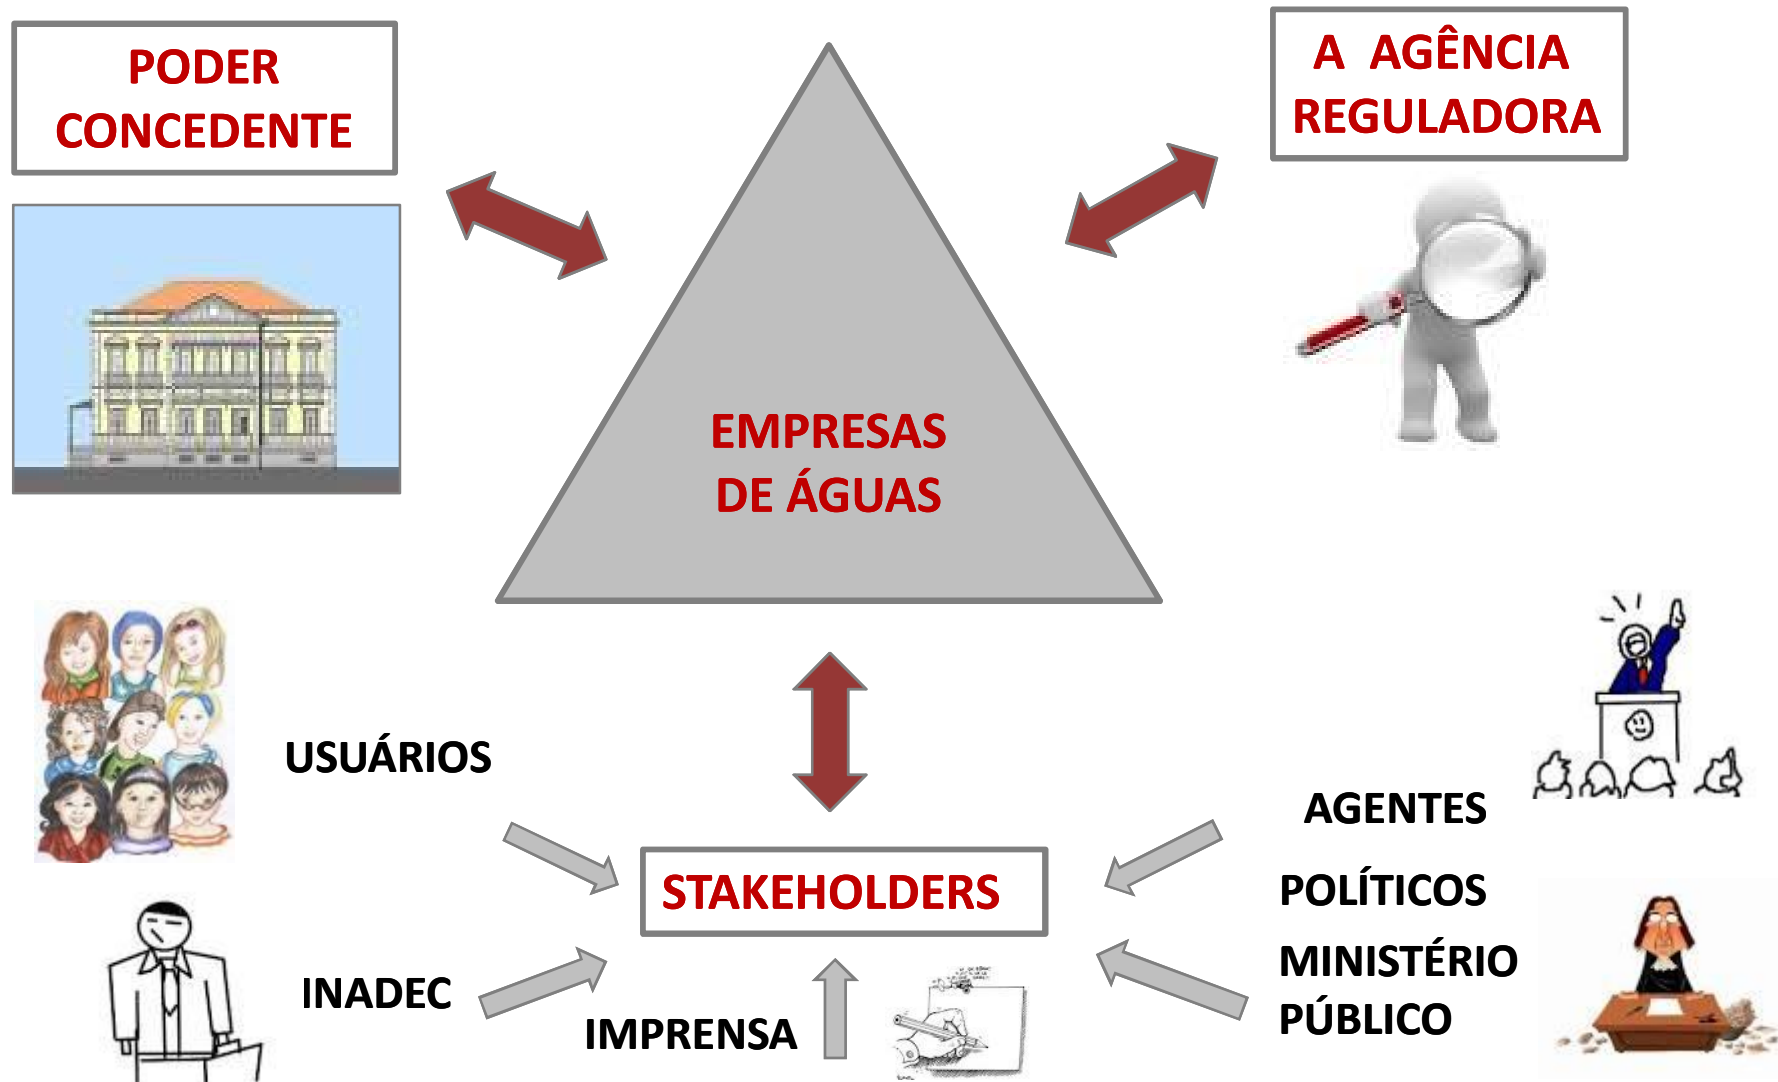 PODER
CONCEDENTE
A AGÊNCIA
REGULADORA
EMPRESAS
DE ÁGUAS
USUÁRIOS
AGENTES
POLÍTICOS
STAKEHOLDERS
INADEC
MINISTÉRIO
PÚBLICO
IMPRENSA